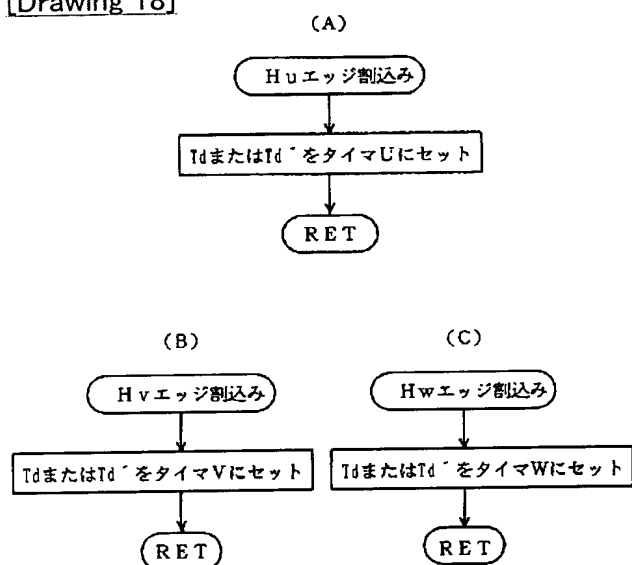 [Drawing 18]
(A)
Huエッジ割込み
TdまたはTd´をタイマUにセット
RET
(B)
Hvエッジ割込み
TdまたはTd´をタイマVにセット
RET
(C)
Hwエッジ割込み
TdまたはTd´をタイマWにセット
RET